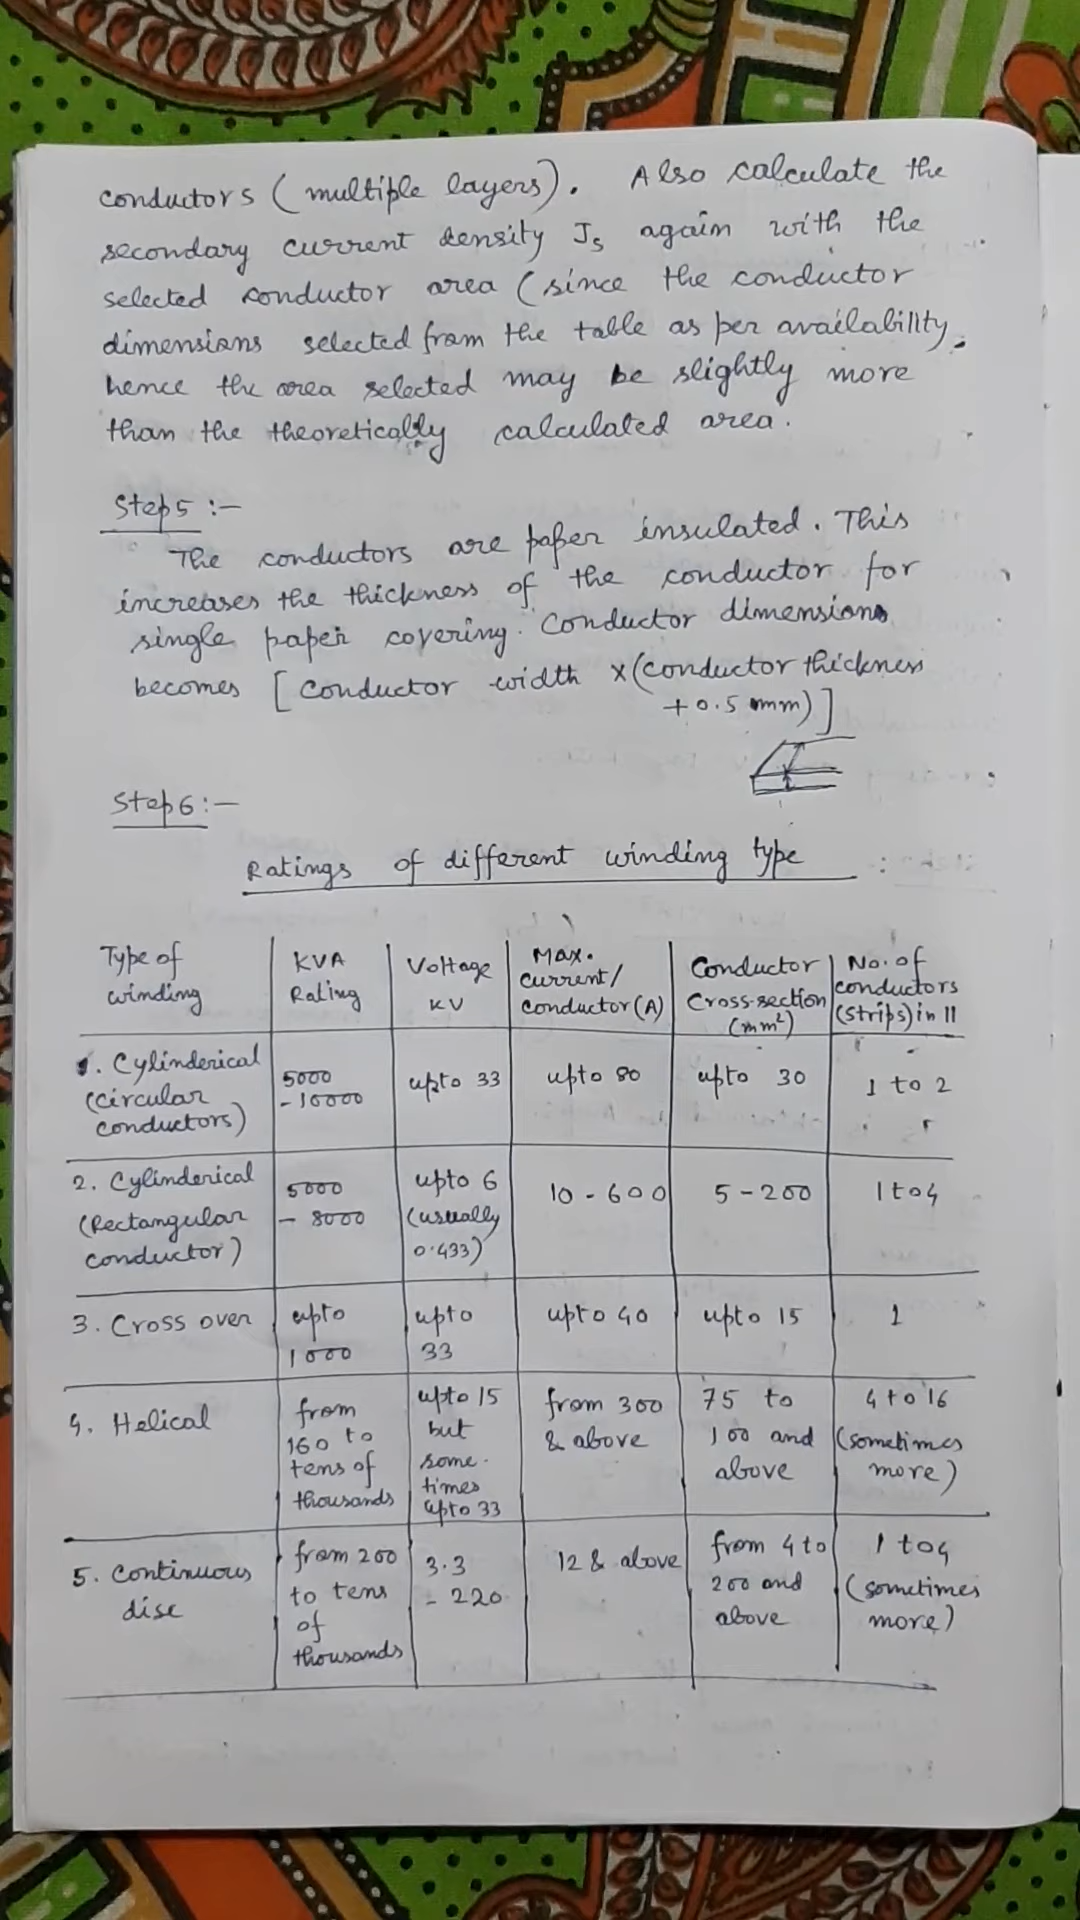 conductors (multiple layers). Also calculate the
secondary current density Js again with the
selected conductor area (since the conductor
dimensions selected from the table as per availability,
hence the area selected may be slightly more
than the theoretically calculated area.
Step 5 :-
The conductors are paper insulated. This
increases the thickness of the conductor for
single paper covering. Conductor dimensions
becomes [Conductor width x (conductor thickness
+0.5 mm)]
Step 6 :-
Ratings of different winding type
Type of winding | KVA Rating | Voltage KV | Max. current/ conductor (A) | Conductor Cross-section (mm²) | No. of conductors (strips) in ||
1. Cylinderical (circular conductors) | 5000 - 10000 | upto 33 | upto 80 | upto 30 | 1 to 2
2. Cylinderical (Rectangular conductor) | 5000 - 8000 | upto 6 (usually 0.433) | 10 - 600 | 5 - 200 | 1 to 4
3. Cross over | upto 1000 | upto 33 | upto 40 | upto 15 | 1
4. Helical | from 160 to tens of thousands | upto 15 but some-times upto 33 | from 300 & above | 75 to 100 and above | 4 to 16 (sometimes more)
5. Continuous disc | from 200 to tens of thousands | 3.3 - 220 | 12 & above | from 4 to 200 and above | 1 to 4 (sometimes more)